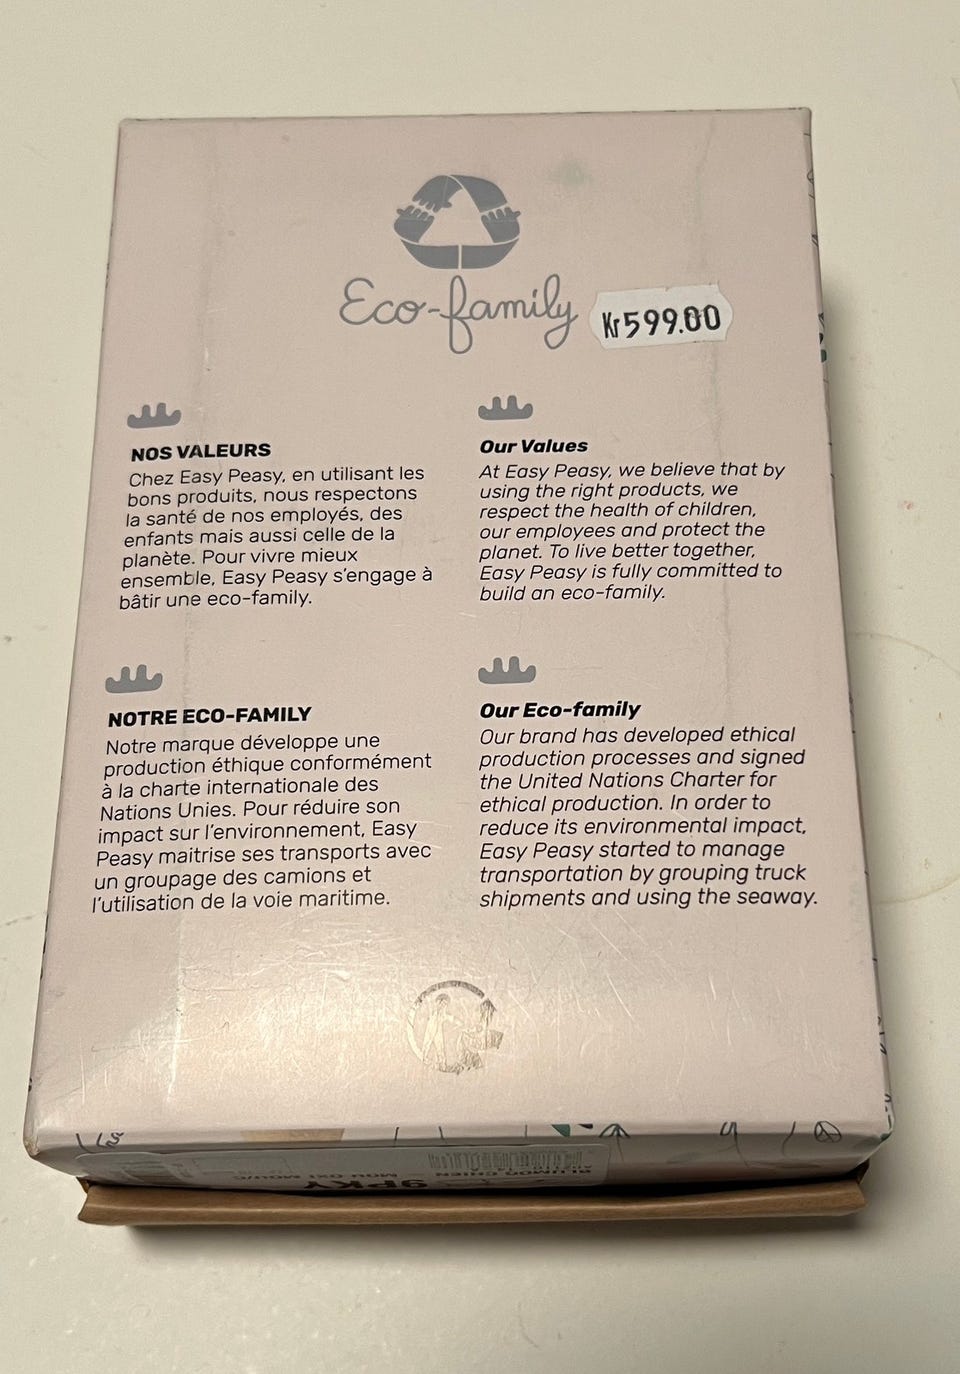 Eco-family
Kr599.00
NOS VALEURS
Chez Easy Peasy, en utilisant les
bons produits, nous respectons
la santé de nos employés, des
enfants mais aussi celle de la
planète. Pour vivre mieux
ensemble, Easy Peasy s'engage à
bâtir une eco-family.
Our Values
At Easy Peasy, we believe that by
using the right products, we
respect the health of children,
our employees and protect the
planet. To live better together,
Easy Peasy is fully committed to
build an eco-family.
NOTRE ECO-FAMILY
Notre marque développe une
production éthique conformément
à la charte internationale des
Nations Unies. Pour réduire son
impact sur l'environnement, Easy
Peasy maitrise ses transports avec
un groupage des camions et
l'utilisation de la voie maritime.
Our Eco-family
Our brand has developed ethical
production processes and signed
the United Nations Charter for
ethical production. In order to
reduce its environmental impact,
Easy Peasy started to manage
transportation by grouping truck
shipments and using the seaway.
CHIEN